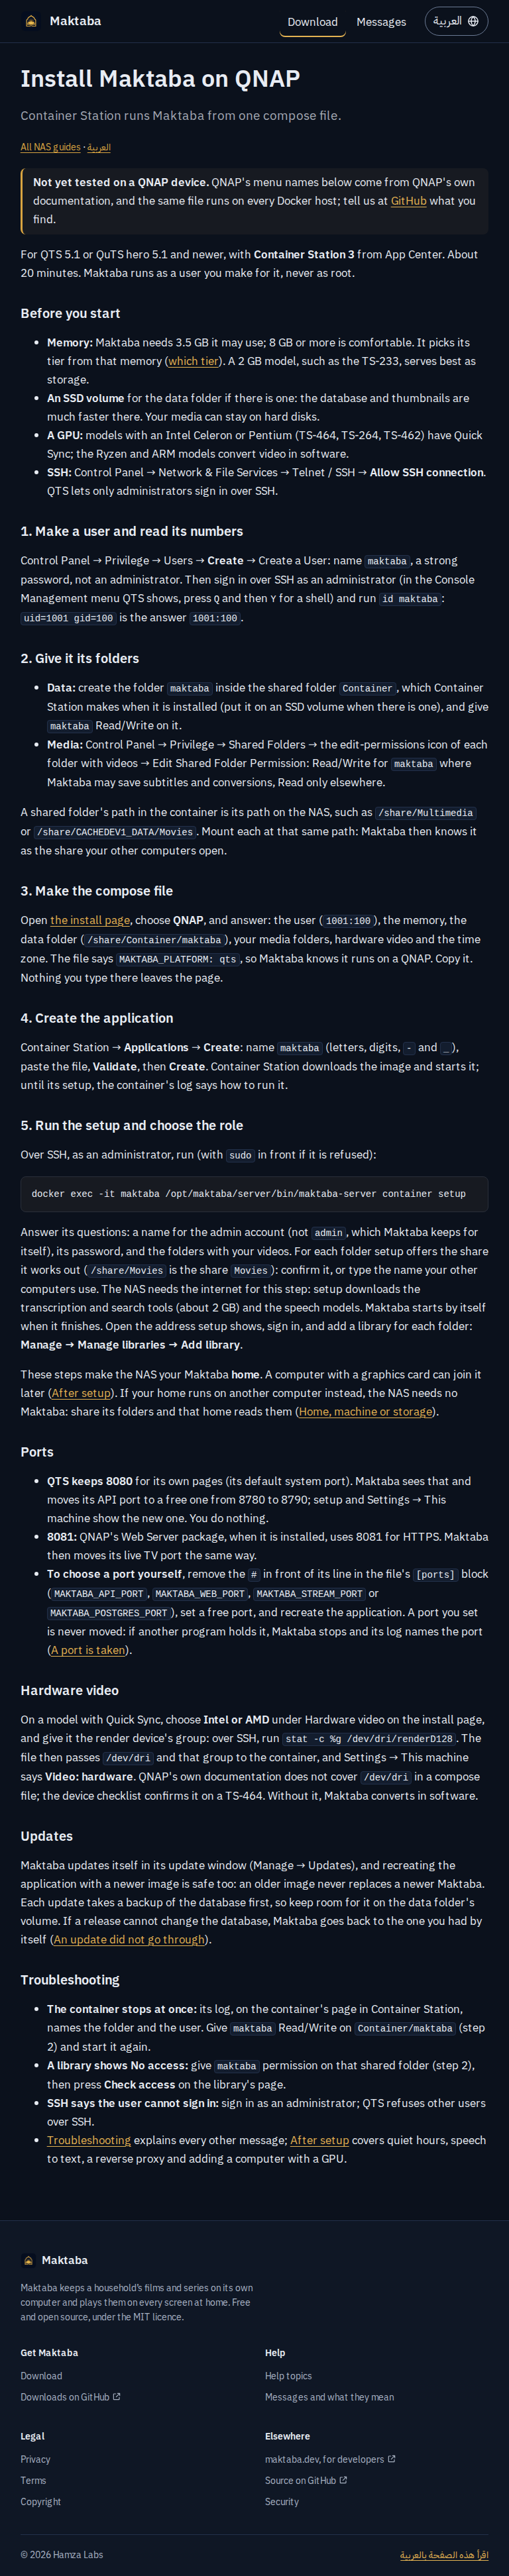 Maktaba
Download
Messages
العربية
Install Maktaba on QNAP
Container Station runs Maktaba from one compose file.
All NAS guides · العربية
Not yet tested on a QNAP device. QNAP's menu names below come from QNAP's own
documentation, and the same file runs on every Docker host; tell us at GitHub what you
find.
For QTS 5.1 or QuTS hero 5.1 and newer, with Container Station 3 from App Center. About
20 minutes. Maktaba runs as a user you make for it, never as root.
Before you start
• Memory: Maktaba needs 3.5 GB it may use; 8 GB or more is comfortable. It picks its
tier from that memory (which tier). A 2 GB model, such as the TS-233, serves best as
storage.
• An SSD volume for the data folder if there is one: the database and thumbnails are
much faster there. Your media can stay on hard disks.
• A GPU: models with an Intel Celeron or Pentium (TS-464, TS-264, TS-462) have Quick
Sync; the Ryzen and ARM models convert video in software.
• SSH: Control Panel → Network & File Services → Telnet / SSH → Allow SSH connection.
QTS lets only administrators sign in over SSH.
1. Make a user and read its numbers
Control Panel → Privilege → Users → Create → Create a User: name maktaba, a strong
password, not an administrator. Then sign in over SSH as an administrator (in the Console
Management menu QTS shows, press Q and then Y for a shell) and run id maktaba:
uid=1001 gid=100 is the answer 1001:100.
2. Give it its folders
• Data: create the folder maktaba inside the shared folder Container, which Container
Station makes when it is installed (put it on an SSD volume when there is one), and give
maktaba Read/Write on it.
• Media: Control Panel → Privilege → Shared Folders → the edit-permissions icon of each
folder with videos → Edit Shared Folder Permission: Read/Write for maktaba where
Maktaba may save subtitles and conversions, Read only elsewhere.
A shared folder's path in the container is its path on the NAS, such as /share/Multimedia
or /share/CACHEDEV1_DATA/Movies. Mount each at that same path: Maktaba then knows it
as the share your other computers open.
3. Make the compose file
Open the install page, choose QNAP, and answer: the user (1001:100), the memory, the
data folder (/share/Container/maktaba), your media folders, hardware video and the time
zone. The file says MAKTABA_PLATFORM: qts, so Maktaba knows it runs on a QNAP. Copy it.
Nothing you type there leaves the page.
4. Create the application
Container Station → Applications → Create: name maktaba (letters, digits, - and _),
paste the file, Validate, then Create. Container Station downloads the image and starts it;
until its setup, the container's log says how to run it.
5. Run the setup and choose the role
Over SSH, as an administrator, run (with sudo in front if it is refused):
docker exec -it maktaba /opt/maktaba/server/bin/maktaba-server container setup
Answer its questions: a name for the admin account (not admin, which Maktaba keeps for
itself), its password, and the folders with your videos. For each folder setup offers the share
it works out (/share/Movies is the share Movies): confirm it, or type the name your other
computers use. The NAS needs the internet for this step: setup downloads the
transcription and search tools (about 2 GB) and the speech models. Maktaba starts by itself
when it finishes. Open the address setup shows, sign in, and add a library for each folder:
Manage → Manage libraries → Add library.
These steps make the NAS your Maktaba home. A computer with a graphics card can join it
later (After setup). If your home runs on another computer instead, the NAS needs no
Maktaba: share its folders and that home reads them (Home, machine or storage).
Ports
• QTS keeps 8080 for its own pages (its default system port). Maktaba sees that and
moves its API port to a free one from 8780 to 8790; setup and Settings → This
machine show the new one. You do nothing.
• 8081: QNAP's Web Server package, when it is installed, uses 8081 for HTTPS. Maktaba
then moves its live TV port the same way.
• To choose a port yourself, remove the # in front of its line in the file's [ports] block
(MAKTABA_API_PORT, MAKTABA_WEB_PORT, MAKTABA_STREAM_PORT or
MAKTABA_POSTGRES_PORT), set a free port, and recreate the application. A port you set
is never moved: if another program holds it, Maktaba stops and its log names the port
(A port is taken).
Hardware video
On a model with Quick Sync, choose Intel or AMD under Hardware video on the install page,
and give it the render device's group: over SSH, run stat -c %g /dev/dri/renderD128. The
file then passes /dev/dri and that group to the container, and Settings → This machine
says Video: hardware. QNAP's own documentation does not cover /dev/dri in a compose
file; the device checklist confirms it on a TS-464. Without it, Maktaba converts in software.
Updates
Maktaba updates itself in its update window (Manage → Updates), and recreating the
application with a newer image is safe too: an older image never replaces a newer Maktaba.
Each update takes a backup of the database first, so keep room for it on the data folder's
volume. If a release cannot change the database, Maktaba goes back to the one you had by
itself (An update did not go through).
Troubleshooting
• The container stops at once: its log, on the container's page in Container Station,
names the folder and the user. Give maktaba Read/Write on Container/maktaba (step
2) and start it again.
• A library shows No access: give maktaba permission on that shared folder (step 2),
then press Check access on the library's page.
• SSH says the user cannot sign in: sign in as an administrator; QTS refuses other users
over SSH.
• Troubleshooting explains every other message; After setup covers quiet hours, speech
to text, a reverse proxy and adding a computer with a GPU.
Maktaba
Maktaba keeps a household's films and series on its own
computer and plays them on every screen at home. Free
and open source, under the MIT licence.
Get Maktaba
Download
Downloads on GitHub
Help
Help topics
Messages and what they mean
Legal
Privacy
Terms
Copyright
Elsewhere
maktaba.dev, for developers
Source on GitHub
Security
© 2026 Hamza Labs
اقرأ هذه الصفحة بالعربية